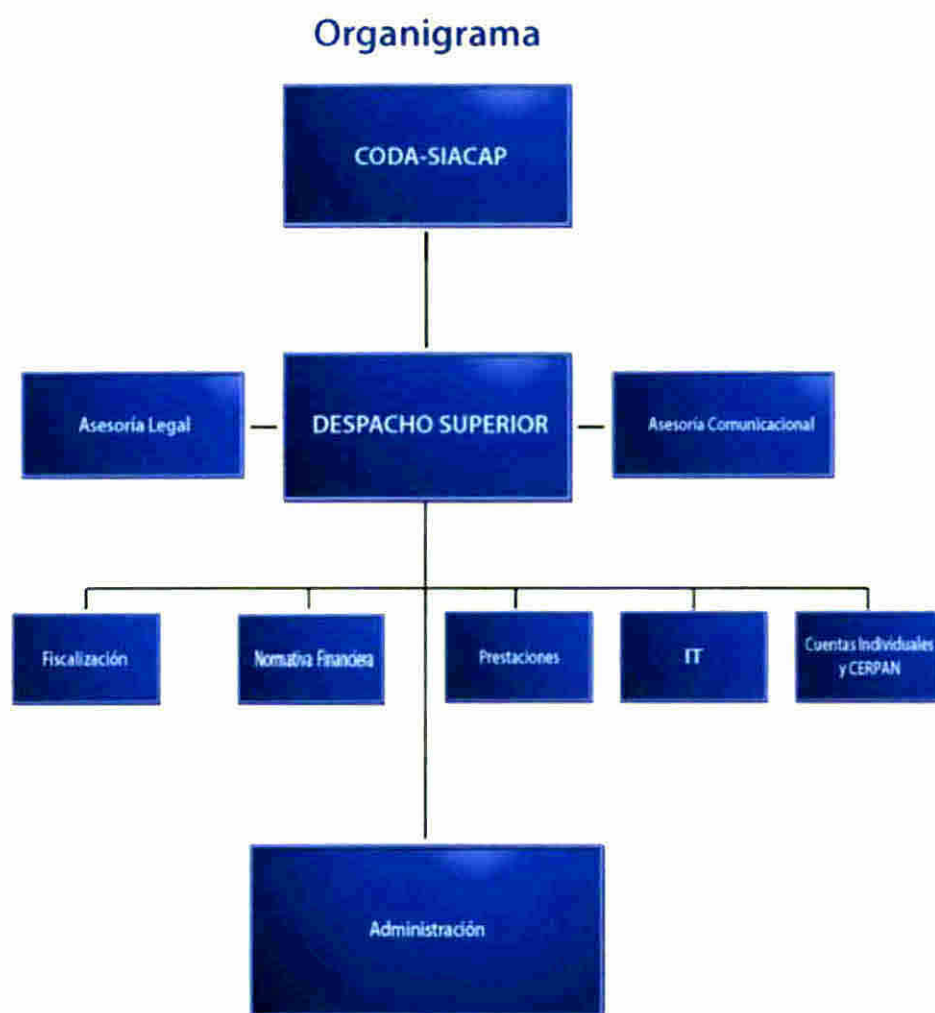 Organigrama
CODA-SIACAP
Asesoría Legal
DESPACHO SUPERIOR
Asesoría Comunicacional
Fiscalización
Normativa Financiera
Prestaciones
IT
Cuentas Individuales
y CERPAN
Administración